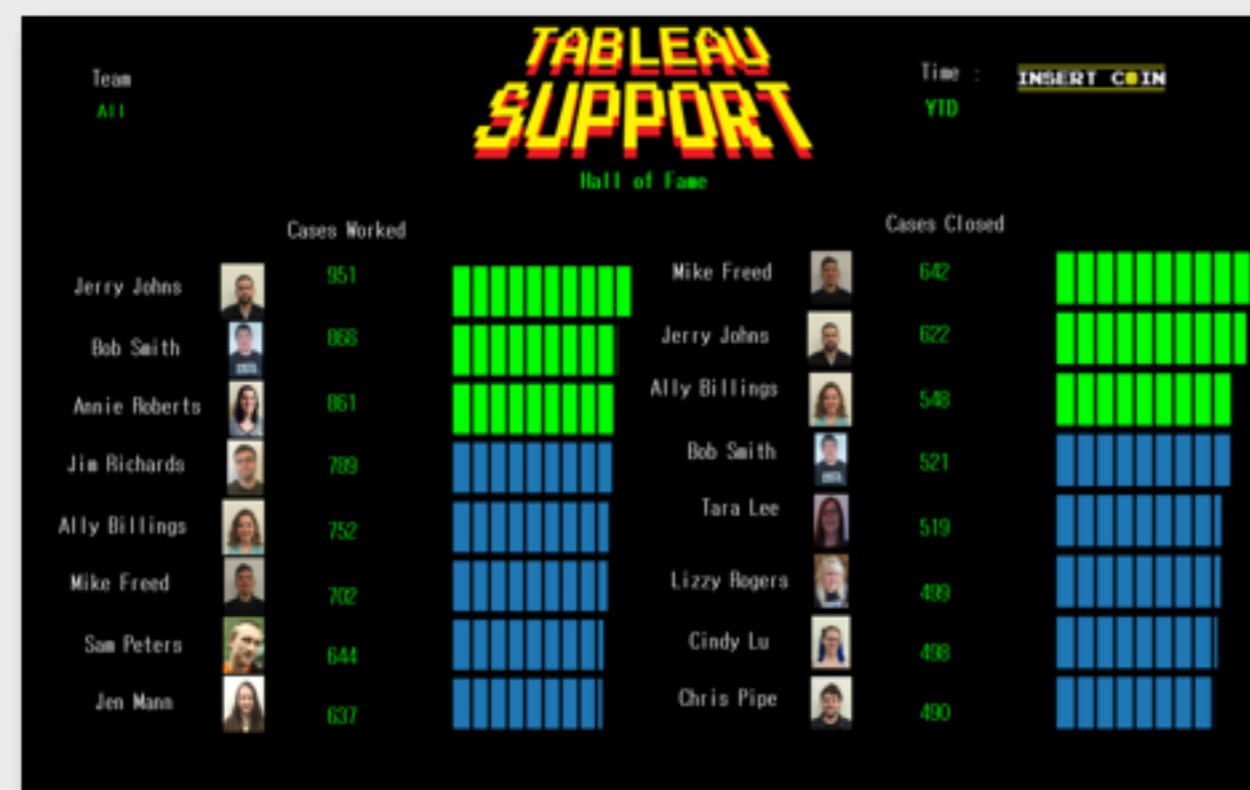 TABLEAU
SUPPORT
Hall of Fame
Team
All
Time :
YTD
INSERT COIN
Cases Worked
Jerry Johns 951
Bob Smith 868
Annie Roberts 861
Jim Richards 789
Ally Billings 752
Mike Freed 702
Sam Peters 644
Jen Mann 637
Cases Closed
Mike Freed 642
Jerry Johns 622
Ally Billings 548
Bob Smith 521
Tara Lee 519
Lizzy Rogers 499
Cindy Lu 498
Chris Pipe 490